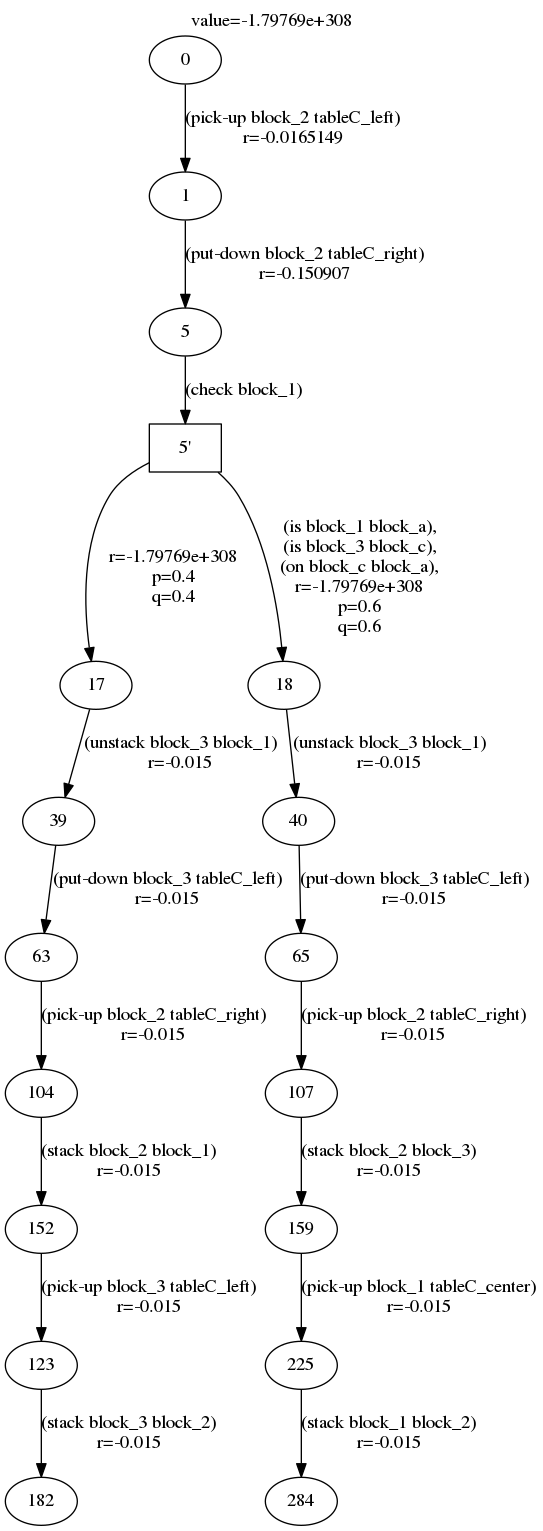 value=-1.79769e+308
0
(pick-up block_2 tableC_left)
r=-0.0165149
1
(put-down block_2 tableC_right)
r=-0.150907
5
(check block_1)
5'
r=-1.79769e+308
p=0.4
q=0.4
(is block_1 block_a),
(is block_3 block_c),
(on block_c block_a),
r=-1.79769e+308
p=0.6
q=0.6
17
18
(unstack block_3 block_1)
r=-0.015
(unstack block_3 block_1)
r=-0.015
39
40
(put-down block_3 tableC_left)
r=-0.015
(put-down block_3 tableC_left)
r=-0.015
63
65
(pick-up block_2 tableC_right)
r=-0.015
(pick-up block_2 tableC_right)
r=-0.015
104
107
(stack block_2 block_1)
r=-0.015
(stack block_2 block_3)
r=-0.015
152
159
(pick-up block_3 tableC_left)
r=-0.015
(pick-up block_1 tableC_center)
r=-0.015
123
225
(stack block_3 block_2)
r=-0.015
(stack block_1 block_2)
r=-0.015
182
284